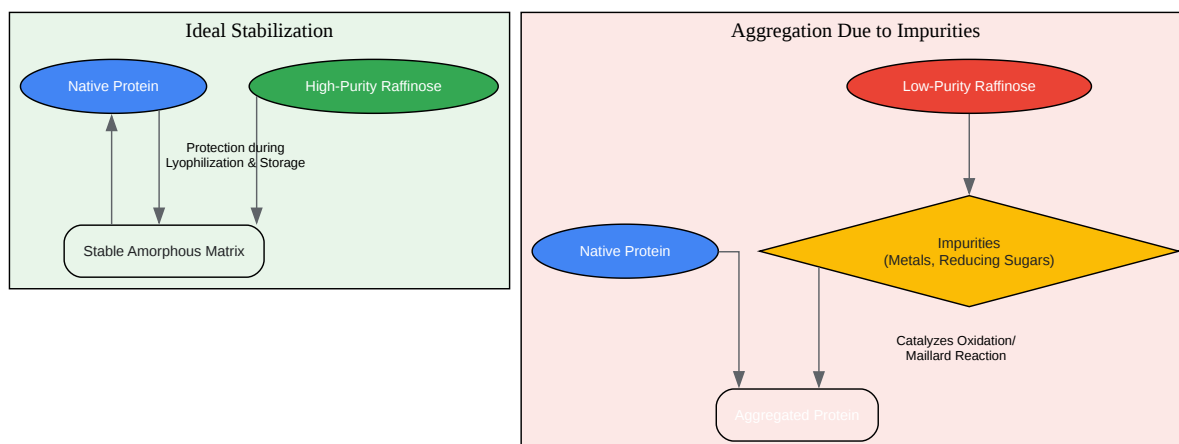 Ideal Stabilization
Native Protein
High-Purity Raffinose
Protection during
Lyophilization & Storage
Stable Amorphous Matrix
Aggregation Due to Impurities
Low-Purity Raffinose
Native Protein
Impurities
(Metals, Reducing Sugars)
Catalyzes Oxidation/
Maillard Reaction
Aggregated Protein